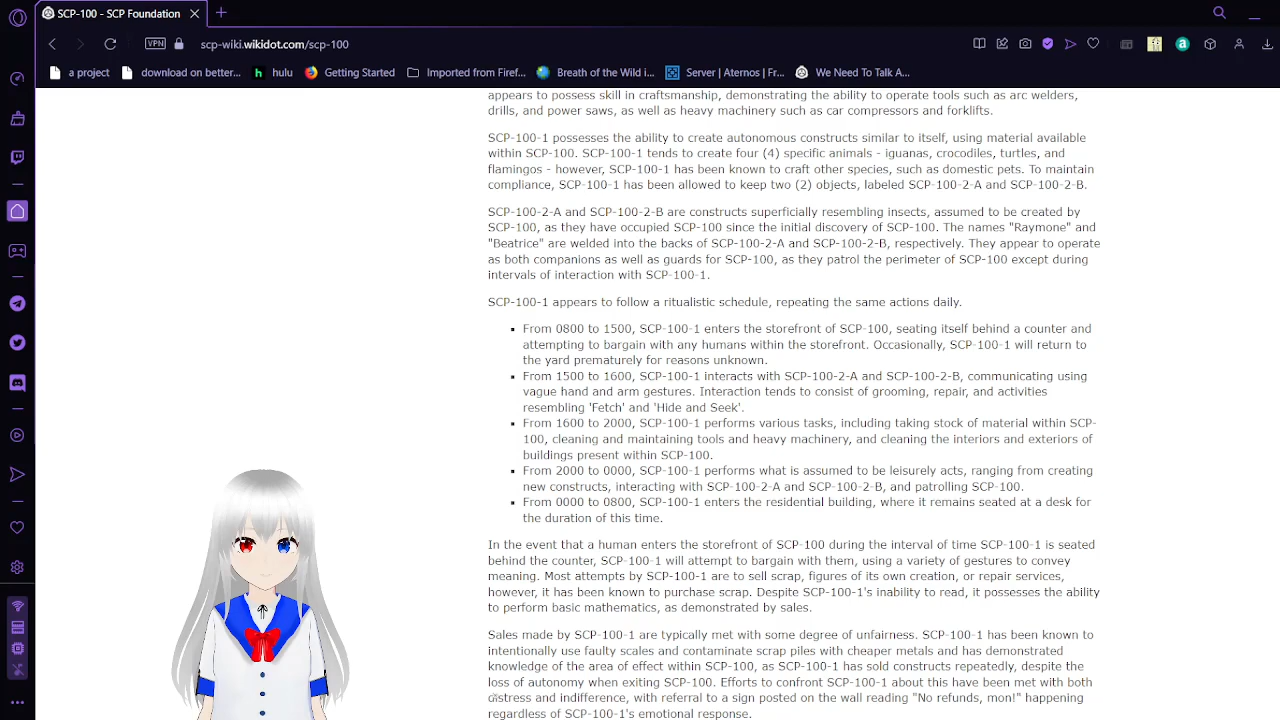 SCP-100 - SCP Foundation
VPN
scp-wiki.wikidot.com/scp-100
a project
download on better...
hulu
Getting Started
Imported from Firef...
Breath of the Wild i...
Server | Aternos | Fr...
We Need To Talk A...
appears to possess skill in craftsmanship, demonstrating the ability to operate tools such as arc welders,
drills, and power saws, as well as heavy machinery such as car compressors and forklifts.
SCP-100-1 possesses the ability to create autonomous constructs similar to itself, using material available
within SCP-100. SCP-100-1 tends to create four (4) specific animals - iguanas, crocodiles, turtles, and
flamingos - however, SCP-100-1 has been known to craft other species, such as domestic pets. To maintain
compliance, SCP-100-1 has been allowed to keep two (2) objects, labeled SCP-100-2-A and SCP-100-2-B.
SCP-100-2-A and SCP-100-2-B are constructs superficially resembling insects, assumed to be created by
SCP-100, as they have occupied SCP-100 since the initial discovery of SCP-100. The names "Raymone" and
"Beatrice" are welded into the backs of SCP-100-2-A and SCP-100-2-B, respectively. They appear to operate
as both companions as well as guards for SCP-100, as they patrol the perimeter of SCP-100 except during
intervals of interaction with SCP-100-1.
SCP-100-1 appears to follow a ritualistic schedule, repeating the same actions daily.
From 0800 to 1500, SCP-100-1 enters the storefront of SCP-100, seating itself behind a counter and
attempting to bargain with any humans within the storefront. Occasionally, SCP-100-1 will return to
the yard prematurely for reasons unknown.
From 1500 to 1600, SCP-100-1 interacts with SCP-100-2-A and SCP-100-2-B, communicating using
vague hand and arm gestures. Interaction tends to consist of grooming, repair, and activities
resembling 'Fetch' and 'Hide and Seek'.
From 1600 to 2000, SCP-100-1 performs various tasks, including taking stock of material within SCP-
100, cleaning and maintaining tools and heavy machinery, and cleaning the interiors and exteriors of
buildings present within SCP-100.
From 2000 to 0000, SCP-100-1 performs what is assumed to be leisurely acts, ranging from creating
new constructs, interacting with SCP-100-2-A and SCP-100-2-B, and patrolling SCP-100.
From 0000 to 0800, SCP-100-1 enters the residential building, where it remains seated at a desk for
the duration of this time.
In the event that a human enters the storefront of SCP-100 during the interval of time SCP-100-1 is seated
behind the counter, SCP-100-1 will attempt to bargain with them, using a variety of gestures to convey
meaning. Most attempts by SCP-100-1 are to sell scrap, figures of its own creation, or repair services,
however, it has been known to purchase scrap. Despite SCP-100-1's inability to read, it possesses the ability
to perform basic mathematics, as demonstrated by sales.
Sales made by SCP-100-1 are typically met with some degree of unfairness. SCP-100-1 has been known to
intentionally use faulty scales and contaminate scrap piles with cheaper metals and has demonstrated
knowledge of the area of effect within SCP-100, as SCP-100-1 has sold constructs repeatedly, despite the
loss of autonomy when exiting SCP-100. Efforts to confront SCP-100-1 about this have been met with both
distress and indifference, with referral to a sign posted on the wall reading "No refunds, mon!" happening
regardless of SCP-100-1's emotional response.